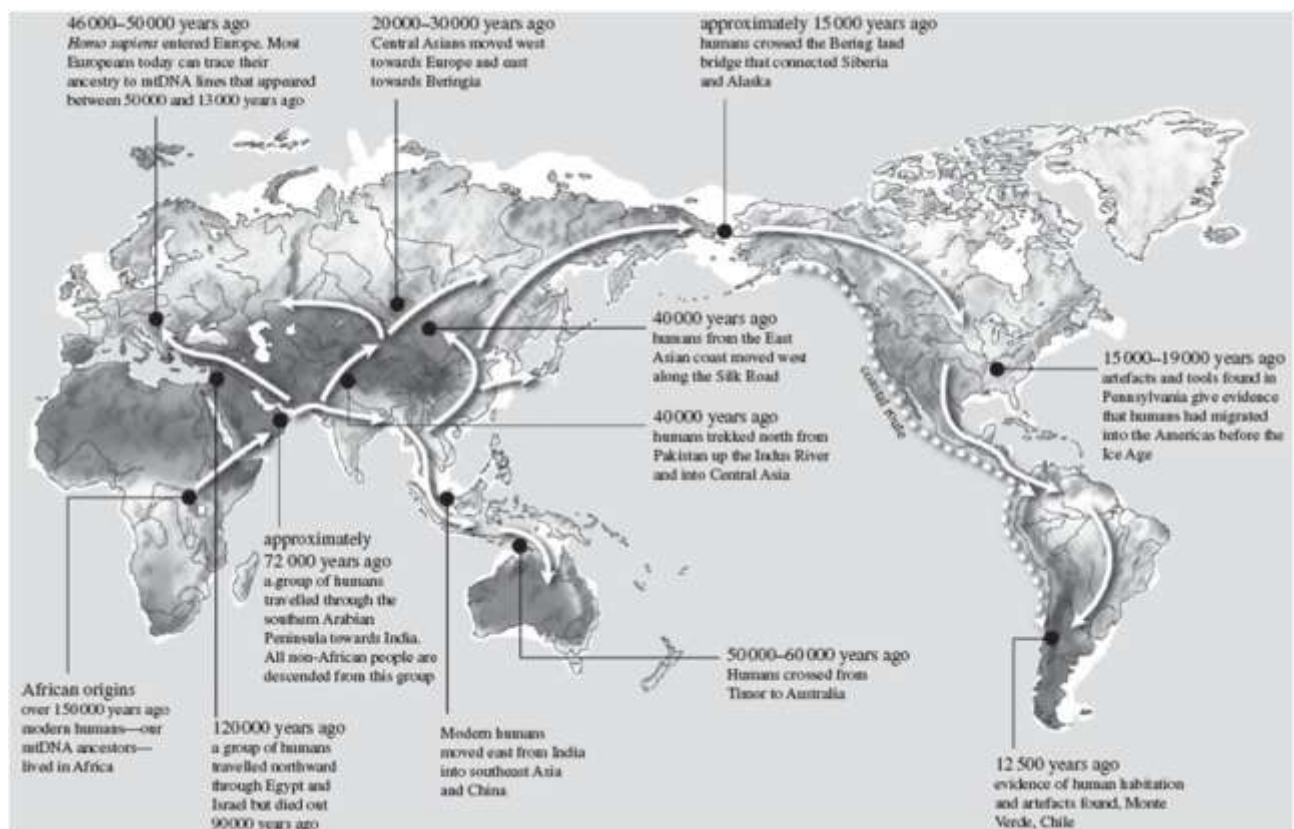 46 000–50 000 years ago
Homo sapiens entered Europe. Most
Europeans today can trace their
ancestry to mtDNA lines that appeared
between 50 000 and 13 000 years ago
20 000–30 000 years ago
Central Asians moved west
towards Europe and east
towards Beringia
approximately 15 000 years ago
humans crossed the Bering land
bridge that connected Siberia
and Alaska
40 000 years ago
humans from the East
Asian coast moved west
along the Silk Road
40 000 years ago
humans trekked north from
Pakistan up the Indus River
and into Central Asia
coastal route
15 000–19 000 years ago
artefacts and tools found in
Pennsylvania give evidence
that humans had migrated
into the Americas before the
Ice Age
African origins
over 150 000 years ago
modern humans—our
mtDNA ancestors—
lived in Africa
120 000 years ago
a group of humans
travelled northward
through Egypt and
Israel but died out
90 000 years ago
approximately
72 000 years ago
a group of humans
travelled through the
southern Arabian
Peninsula towards India.
All non-African people are
descended from this group
Modern humans
moved east from India
into southeast Asia
and China
50 000–60 000 years ago
Humans crossed from
Timor to Australia
12 500 years ago
evidence of human habitation
and artefacts found, Monte
Verde, Chile